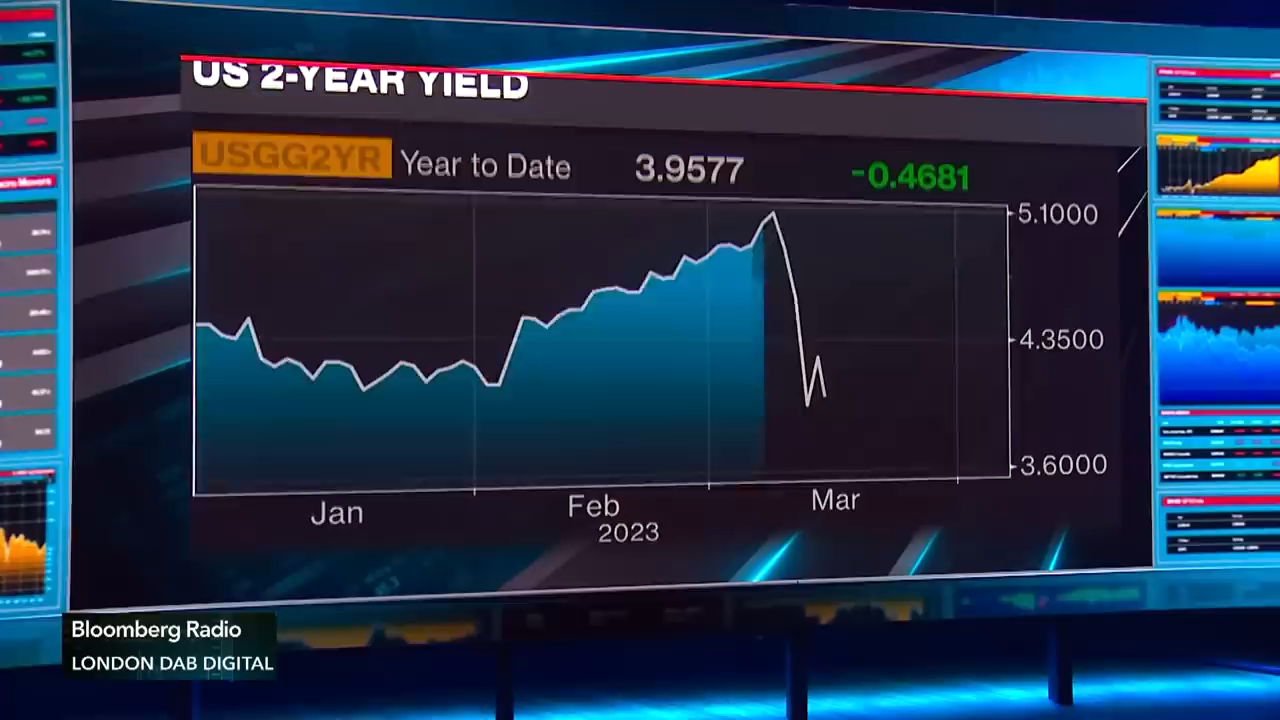 US 2-YEAR YIELD
USGG2YR Year to Date 3.9577 -0.4681
5.1000
4.3500
3.6000
Jan Feb Mar
2023
Bloomberg Radio
LONDON DAB DIGITAL